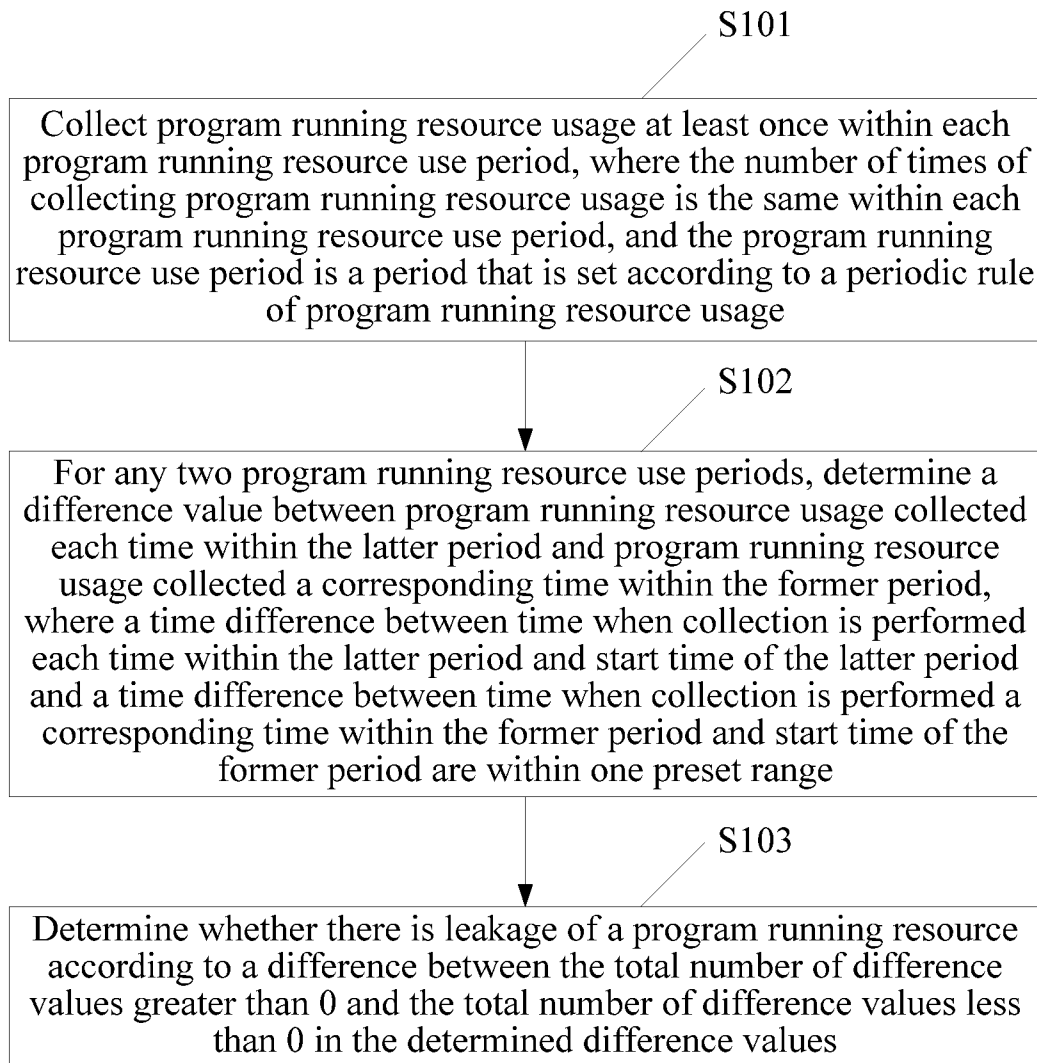 S101
Collect program running resource usage at least once within each
program running resource use period, where the number of times of
collecting program running resource usage is the same within each
program running resource use period, and the program running
resource use period is a period that is set according to a periodic rule
of program running resource usage
S102
For any two program running resource use periods, determine a
difference value between program running resource usage collected
each time within the latter period and program running resource
usage collected a corresponding time within the former period,
where a time difference between time when collection is performed
each time within the latter period and start time of the latter period
and a time difference between time when collection is performed a
corresponding time within the former period and start time of the
former period are within one preset range
S103
Determine whether there is leakage of a program running resource
according to a difference between the total number of difference
values greater than 0 and the total number of difference values less
than 0 in the determined difference values